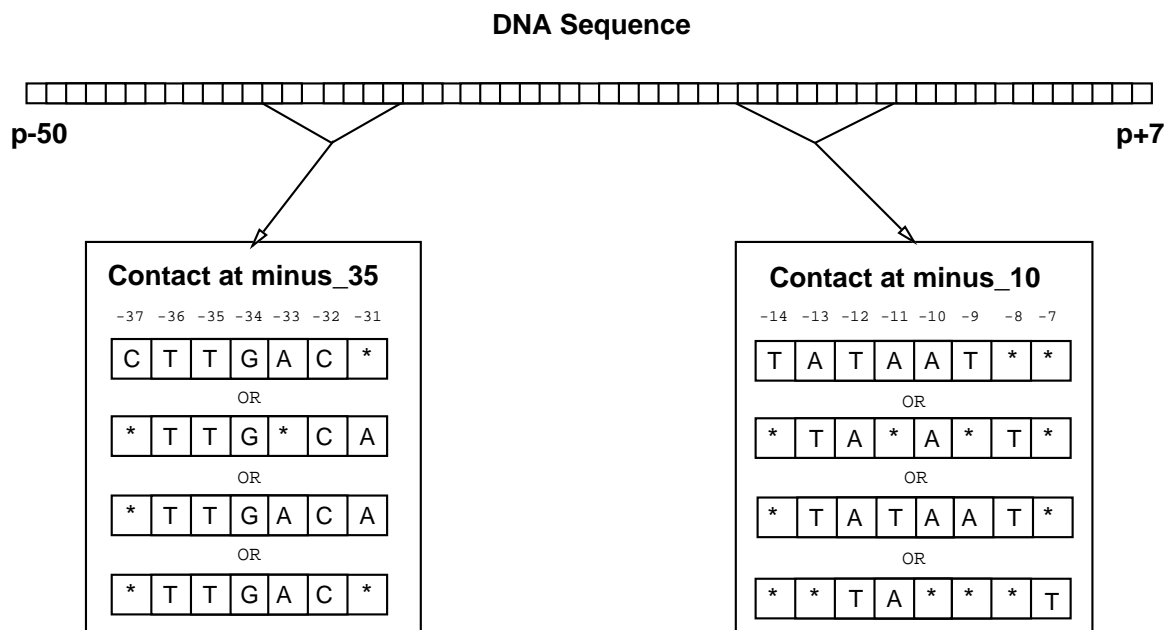 DNA Sequence
p-50
p+7
Contact at minus_35
-37 -36 -35 -34 -33 -32 -31
C T T G A C *
OR
* T T G * C A
OR
* T T G A C A
OR
* T T G A C *
Contact at minus_10
-14 -13 -12 -11 -10 -9 -8 -7
T A T A A T * *
OR
* T A * A * T *
OR
* T A T A A T *
OR
* * T A * * * T